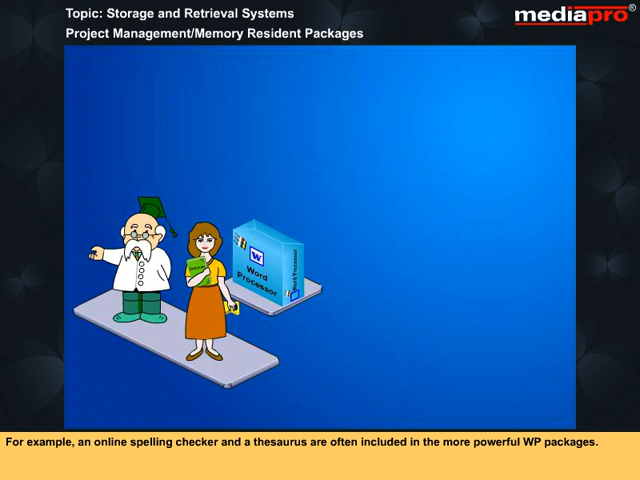 Topic: Storage and Retrieval Systems
Project Management/Memory Resident Packages
mediapro®
W
Word
Processor
Word Processor
For example, an online spelling checker and a thesaurus are often included in the more powerful WP packages.